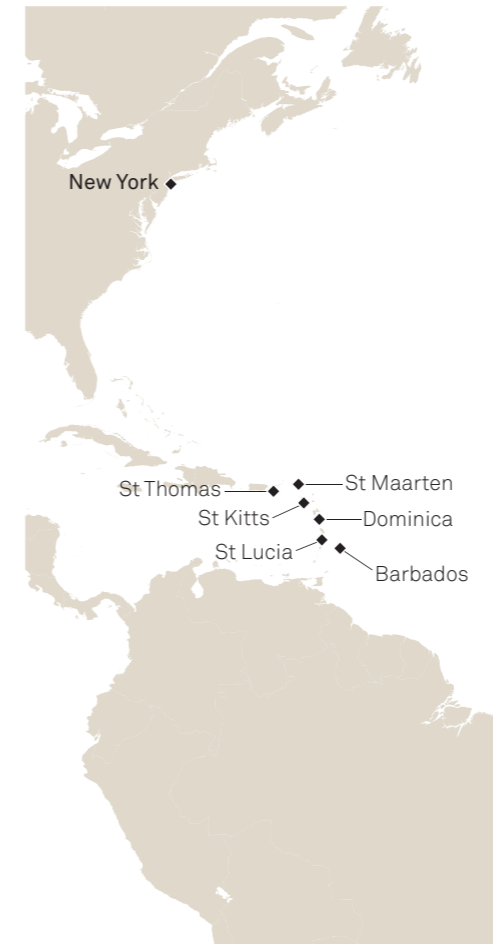 New York
St Thomas
St Maarten
St Kitts
Dominica
St Lucia
Barbados